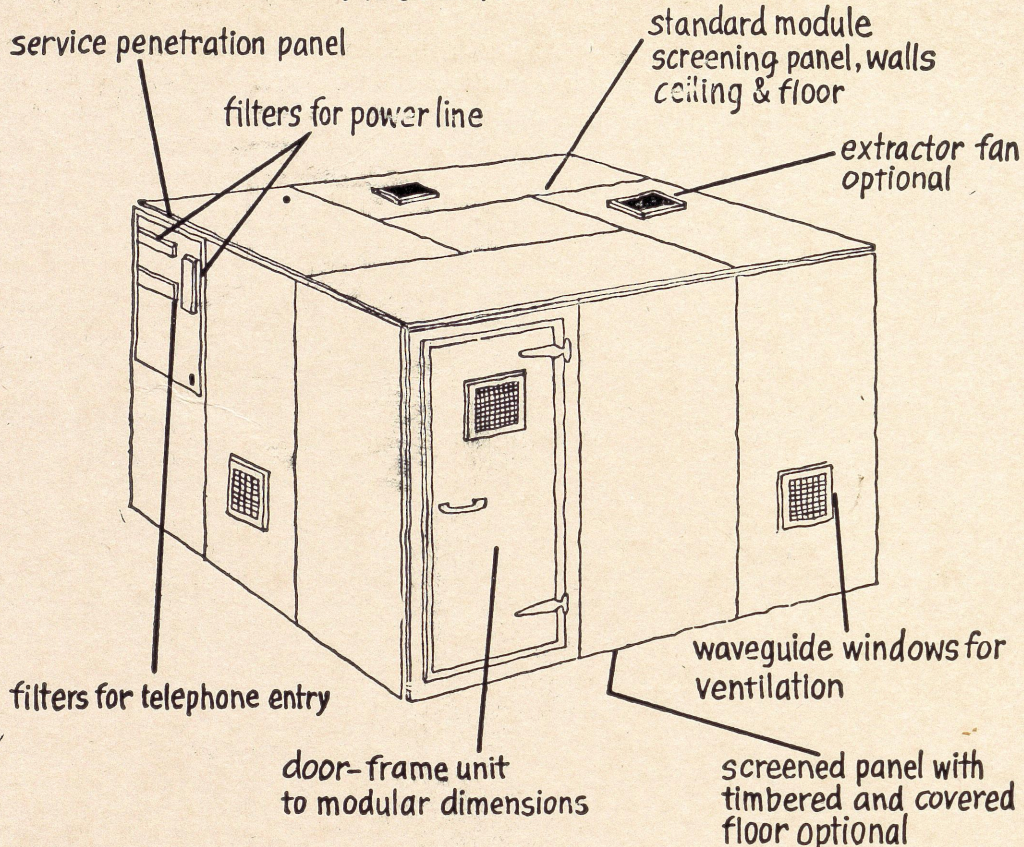 service penetration panel
filters for power line
standard module
screening panel, walls
ceiling & floor
extractor fan
optional
waveguide windows for
ventilation
filters for telephone entry
door-frame unit
to modular dimensions
screened panel with
timbered and covered
floor optional